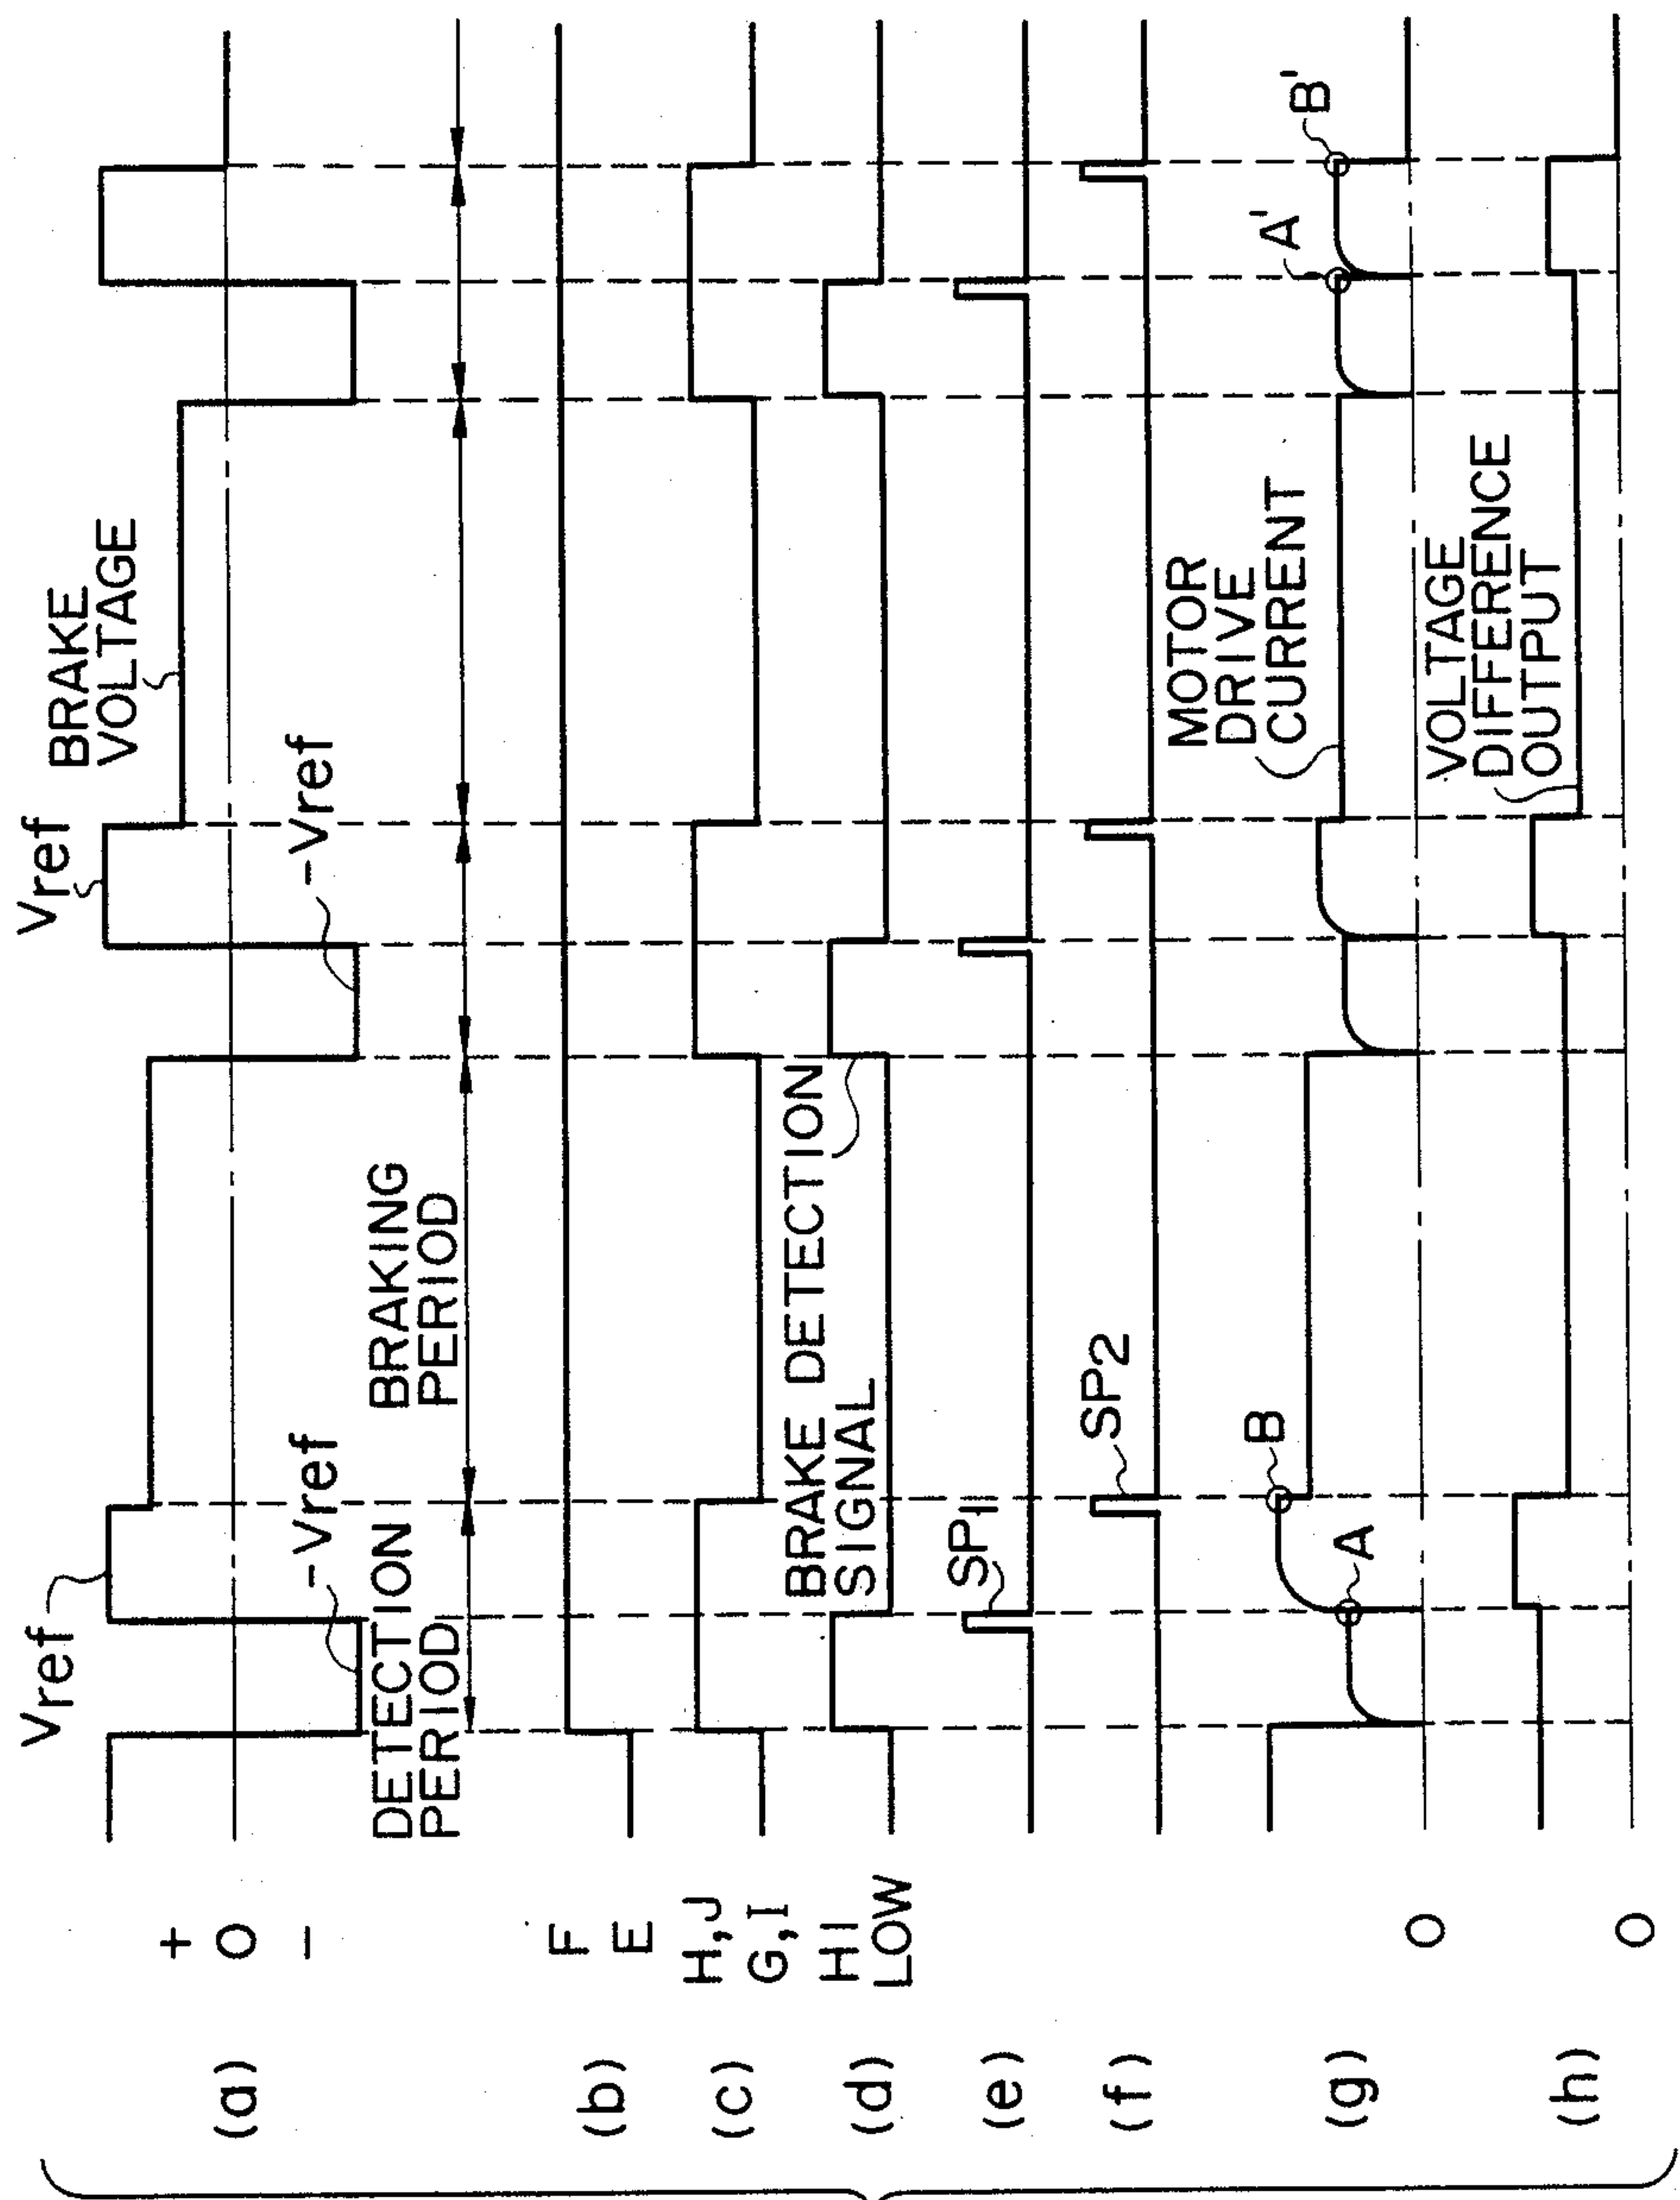 (a)
+
0
−
Vref
-Vref
Vref
-Vref
BRAKE
VOLTAGE
DETECTION
PERIOD
BRAKING
PERIOD
(b)
F
E
(c)
H,J
G,I
(d)
HI
LOW
BRAKE DETECTION
SIGNAL
(e)
SP1
(f)
SP2
(g)
0
A
B
MOTOR
DRIVE
CURRENT
A'
B'
(h)
0
VOLTAGE
DIFFERENCE
OUTPUT